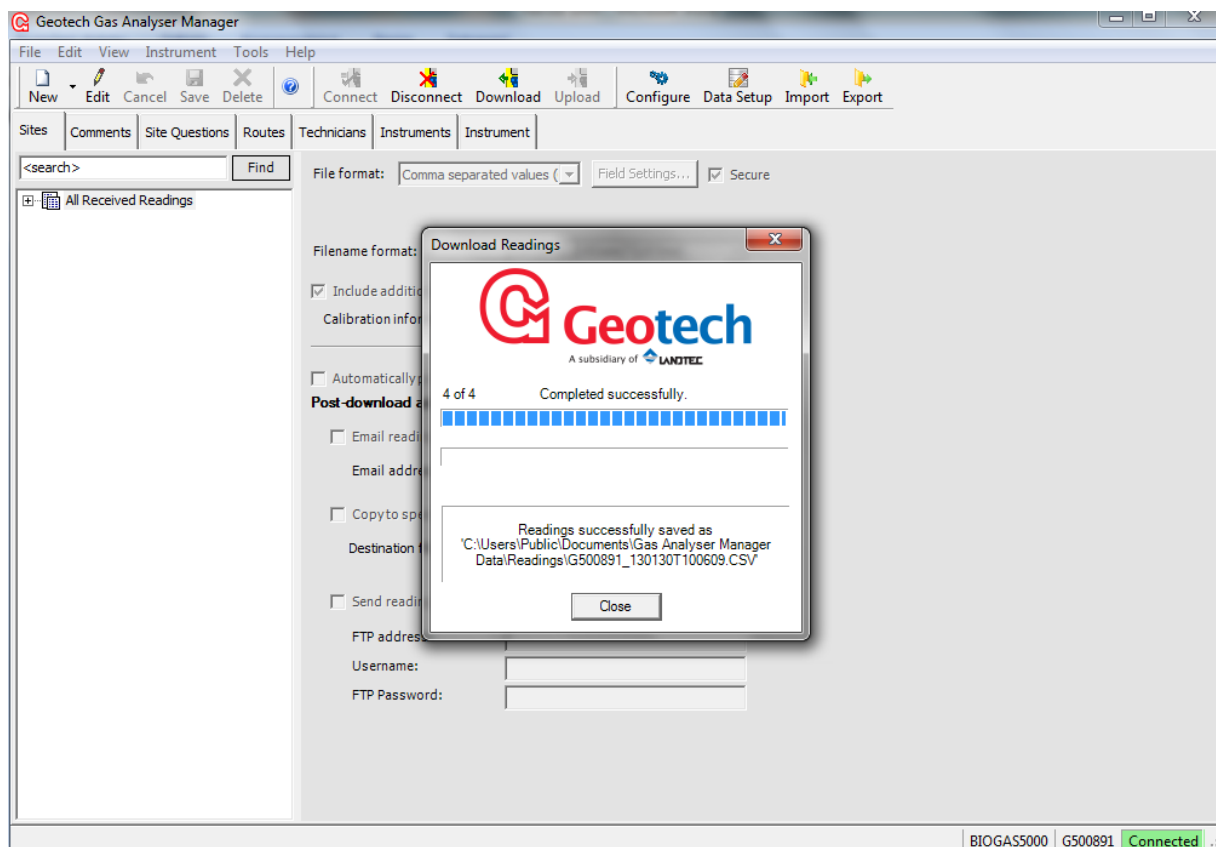 Geotech Gas Analyser Manager
File Edit View Instrument Tools Help
New Edit Cancel Save Delete Connect Disconnect Download Upload Configure Data Setup Import Export
Sites Comments Site Questions Routes Technicians Instruments Instrument
<search> Find
File format: Comma separated values ( Field Settings... Secure
All Received Readings
Filename format:
Include additio
Calibration infor
Automatically p
Post-download a
Email readi
Email addre
Copy to spe
Destination f
Send readin
FTP address
Username:
FTP Password:
Download Readings
Geotech
A subsidiary of LANDTEC
4 of 4 Completed successfully.
Readings successfully saved as
'C:\Users\Public\Documents\Gas Analyser Manager
Data\Readings\G500891_130130T100609.CSV'
Close
BIOGAS5000 G500891 Connected